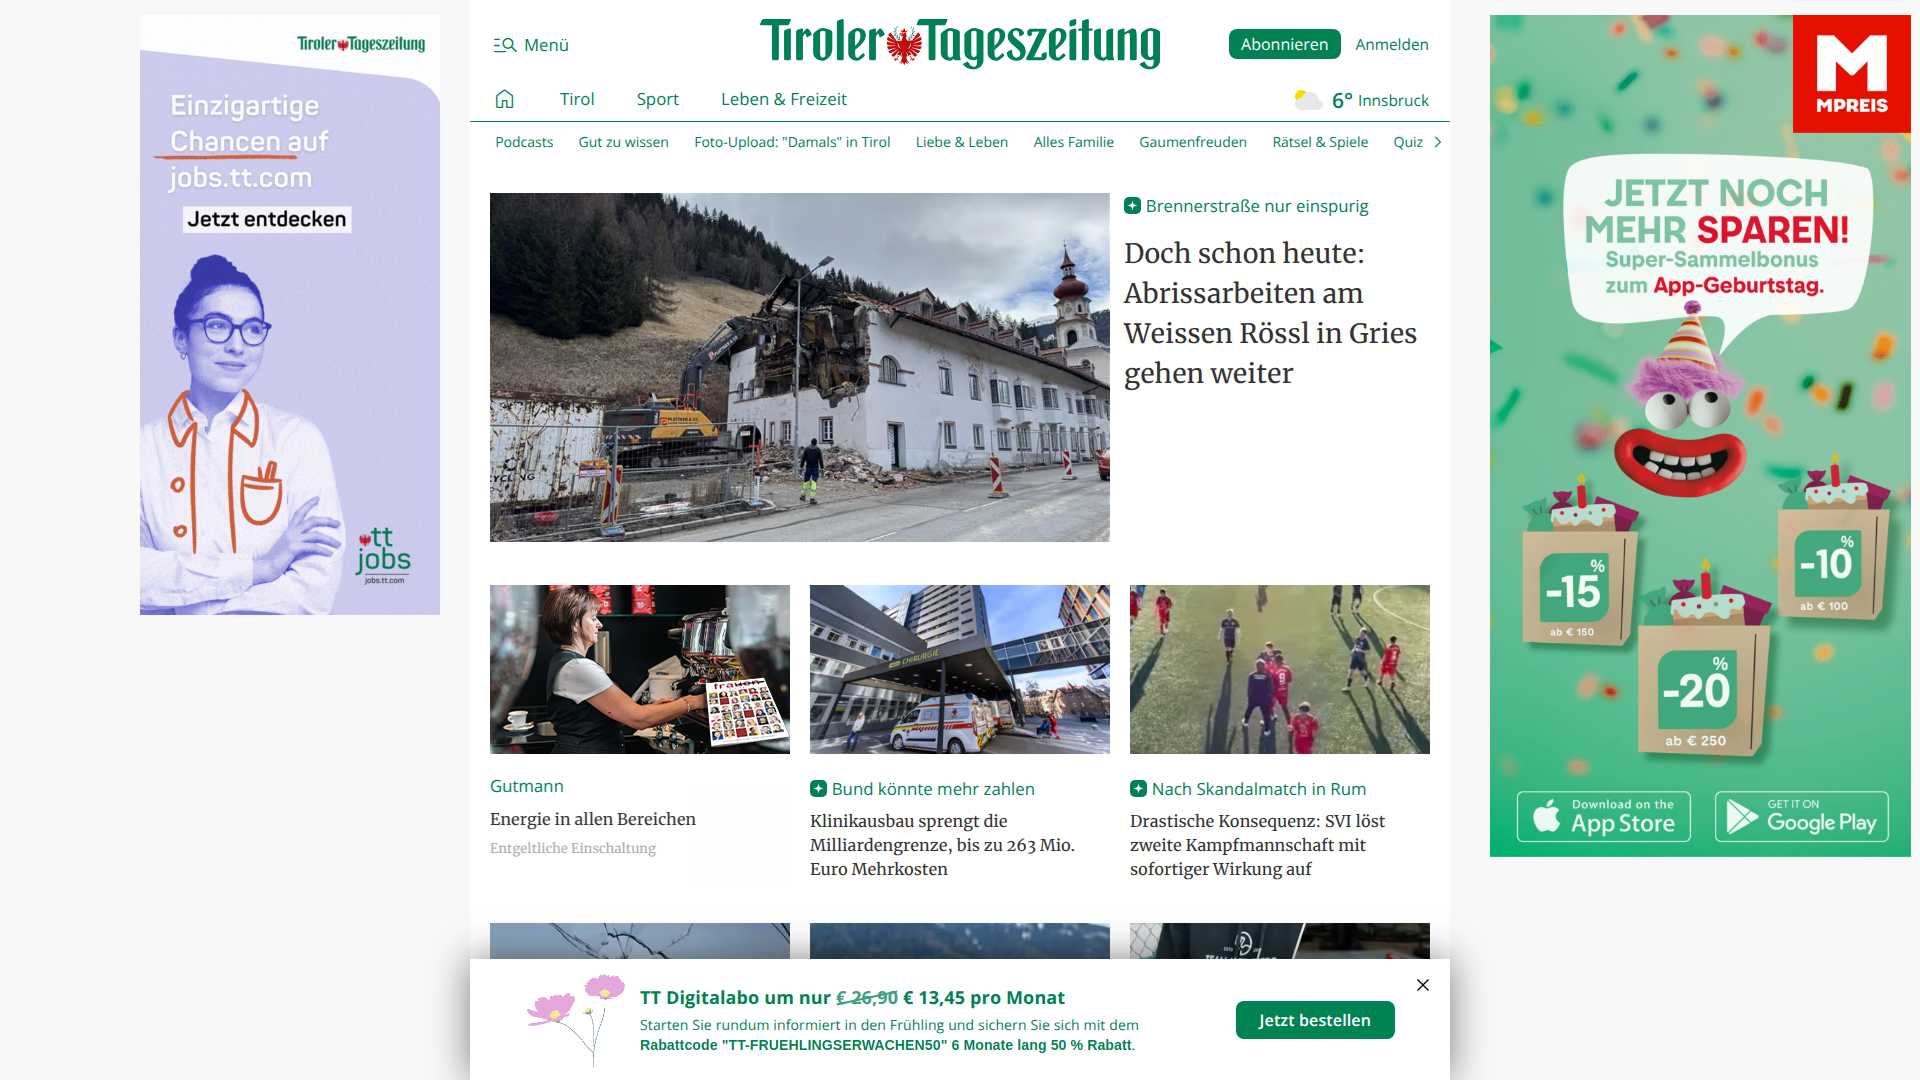 Tiroler Tageszeitung
Einzigartige
Chancen auf
jobs.tt.com
Jetzt entdecken
tt
jobs
jobs.tt.com
Menü
Tiroler Tageszeitung
Abonnieren
Anmelden
Tirol
Sport
Leben & Freizeit
6° Innsbruck
Podcasts
Gut zu wissen
Foto-Upload: "Damals" in Tirol
Liebe & Leben
Alles Familie
Gaumenfreuden
Rätsel & Spiele
Quiz
Brennerstraße nur einspurig
Doch schon heute:
Abrissarbeiten am
Weissen Rössl in Gries
gehen weiter
frauen
CHIRURGIE
Gutmann
Energie in allen Bereichen
Entgeltliche Einschaltung
Bund könnte mehr zahlen
Klinikausbau sprengt die
Milliardengrenze, bis zu 263 Mio.
Euro Mehrkosten
Nach Skandalmatch in Rum
Drastische Konsequenz: SVI löst
zweite Kampfmannschaft mit
sofortiger Wirkung auf
TT Digitalabo um nur € 26,90 € 13,45 pro Monat
Starten Sie rundum informiert in den Frühling und sichern Sie sich mit dem
Rabattcode "TT-FRUEHLINGSERWACHEN50" 6 Monate lang 50 % Rabatt.
Jetzt bestellen
MPREIS
JETZT NOCH
MEHR SPAREN!
Super-Sammelbonus
zum App-Geburtstag.
-15%
ab € 150
-10%
ab € 100
-20%
ab € 250
Download on the
App Store
GET IT ON
Google Play